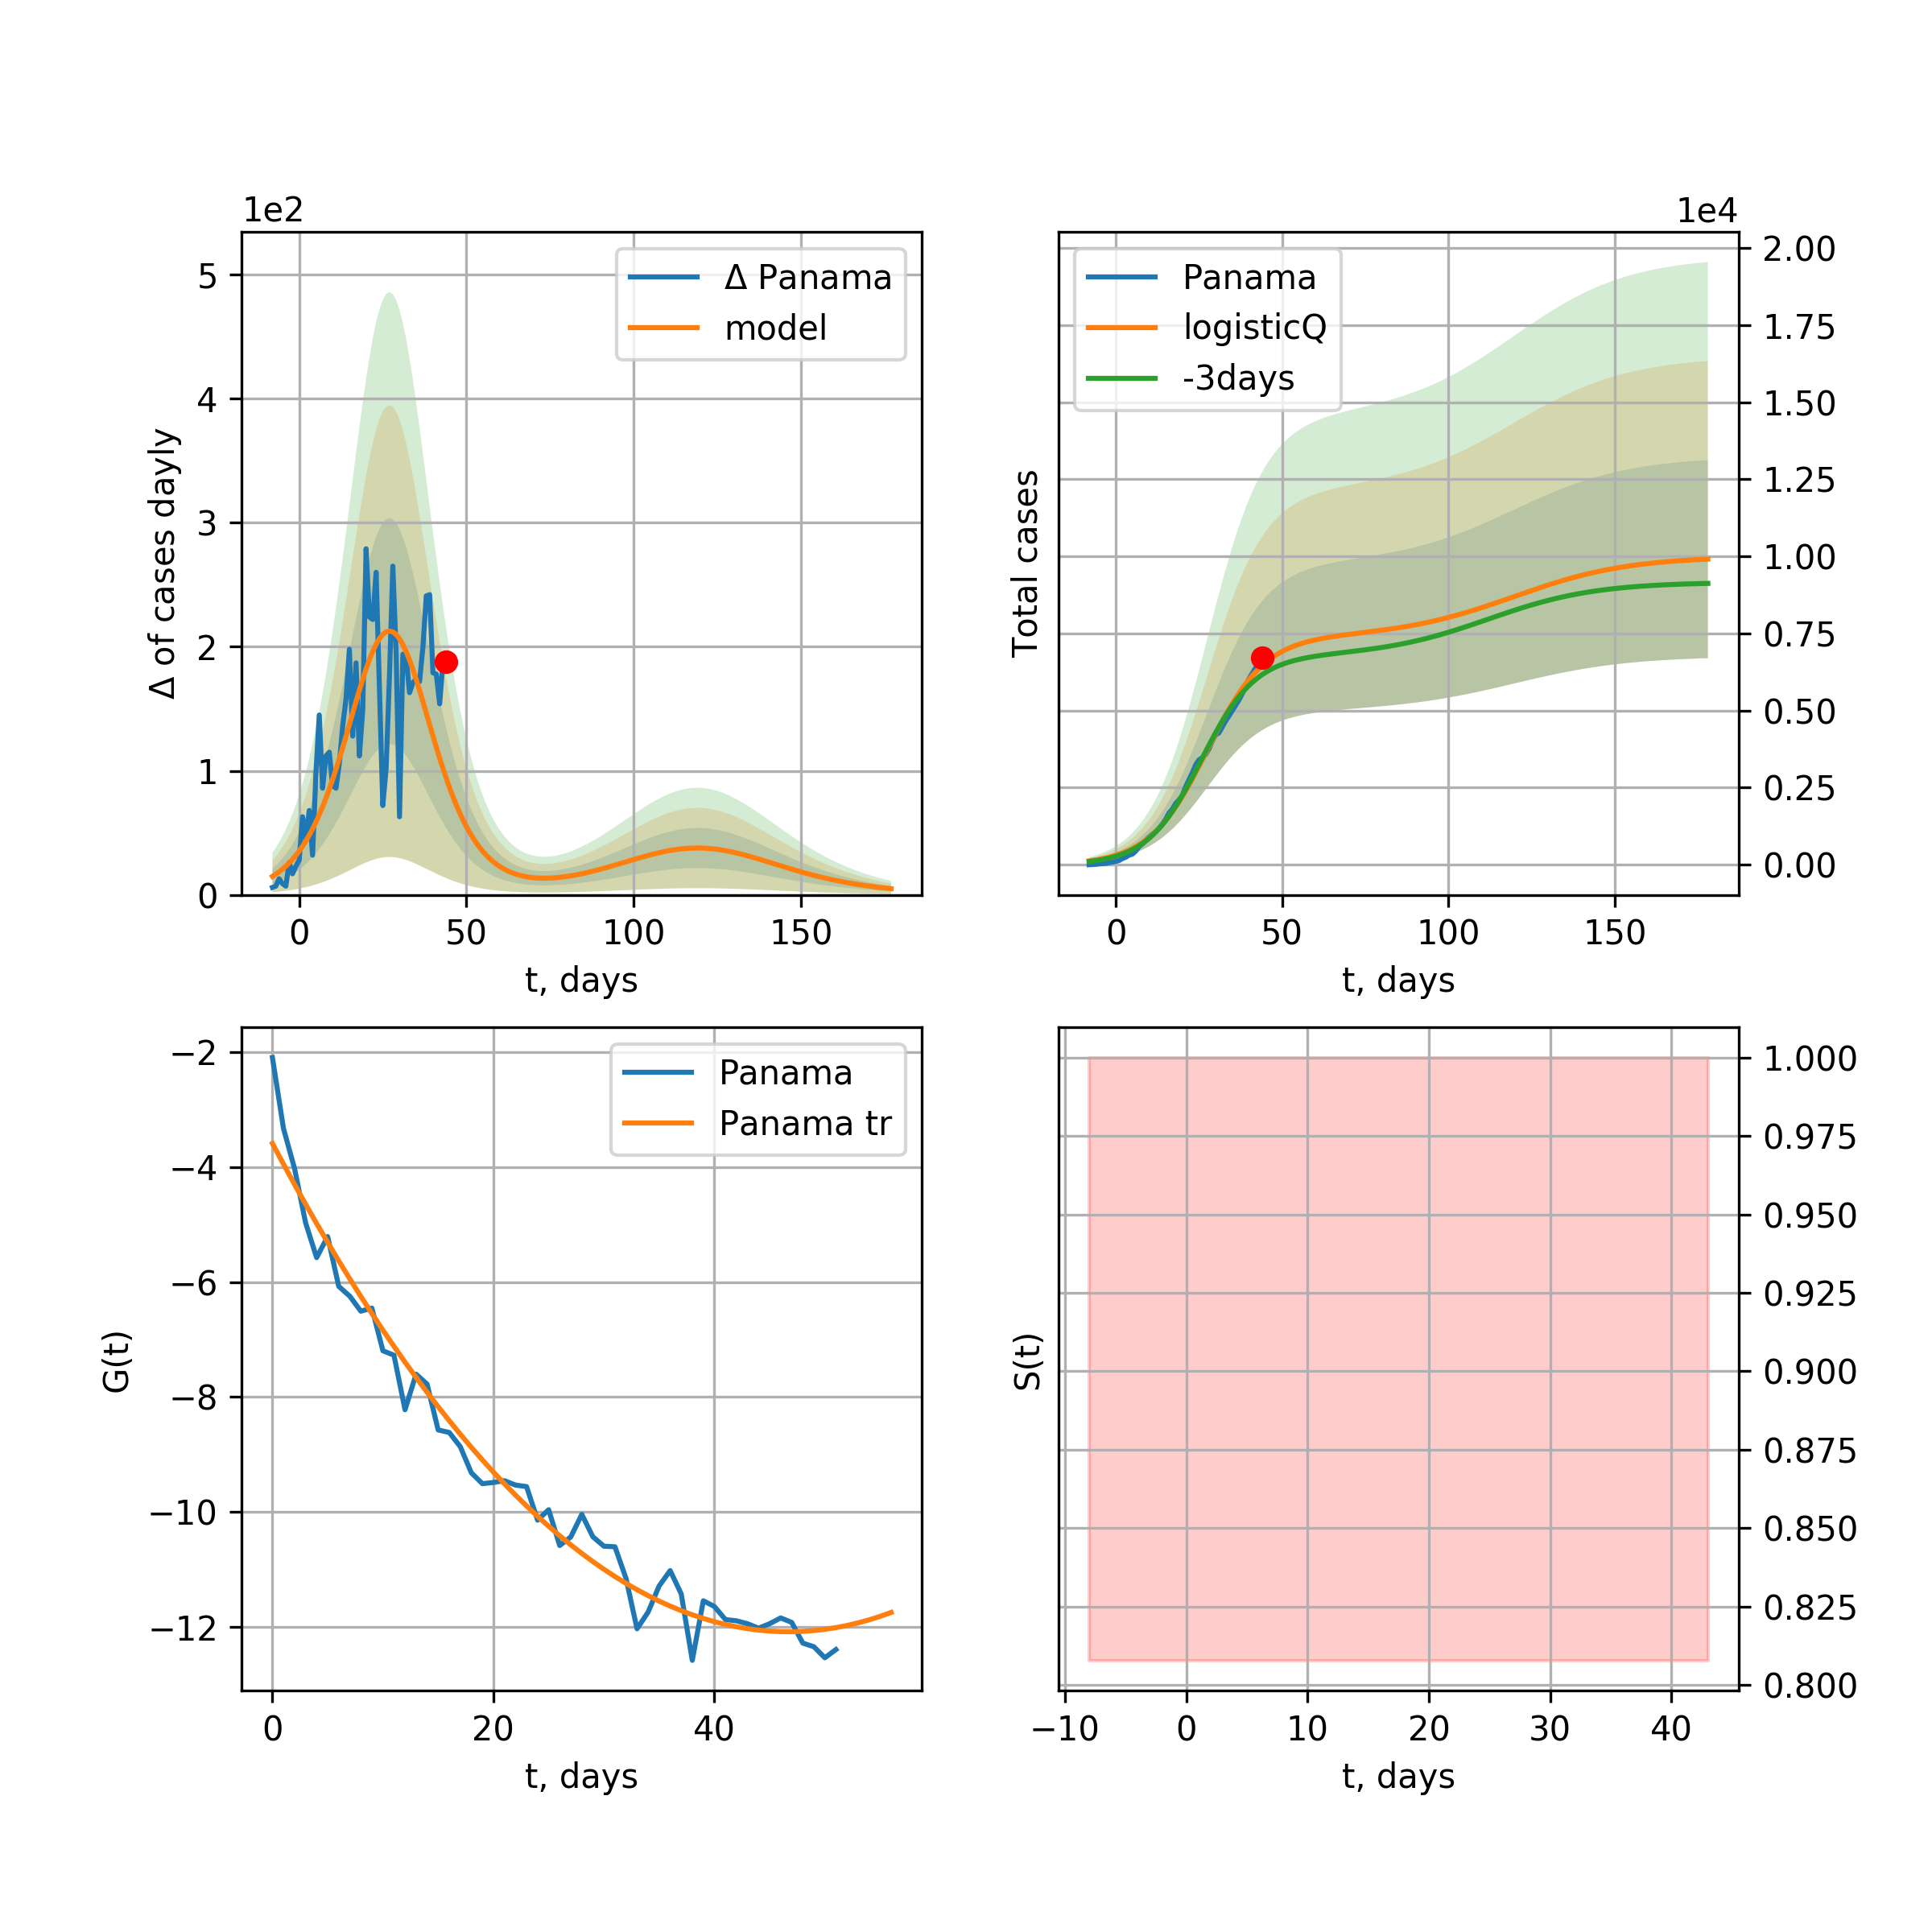 1e2
Δ of cases dayly
5
4
3
2
1
0
Δ Panama
model
0 50 100 150
t, days
1e4
Total cases
Panama
logisticQ
-3days
2.00
1.75
1.50
1.25
1.00
0.75
0.50
0.25
0.00
0 50 100 150
t, days
G(t)
−2
−4
−6
−8
−10
−12
Panama
Panama tr
0 20 40
t, days
S(t)
1.000
0.975
0.950
0.925
0.900
0.875
0.850
0.825
0.800
−10 0 10 20 30 40
t, days